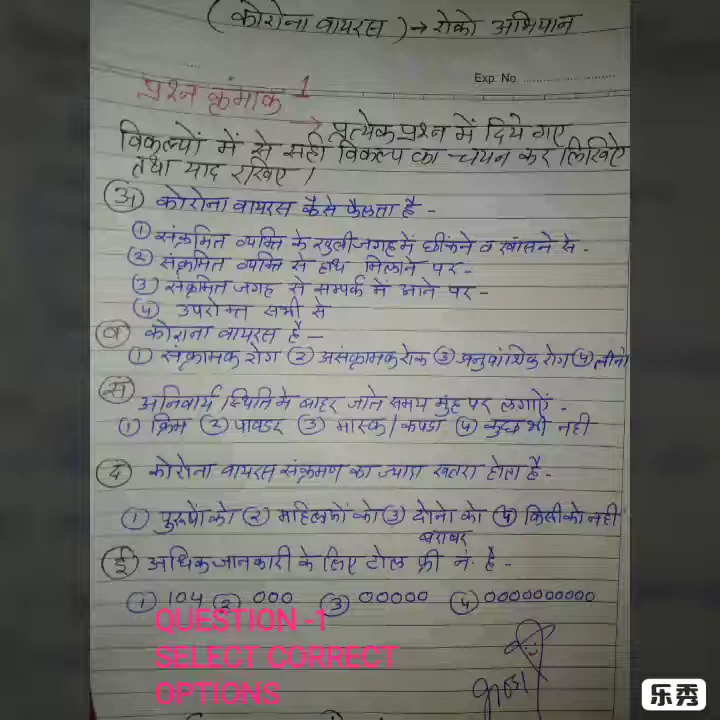 (कोरोना वायरस) → रोको अभियान
Exp. No.
प्रश्न क्रंमाक 1
→ प्रत्येक प्रश्न में दिये गए
विकल्पों में से सही विकल्प का चयन कर लिखिए
तथा याद रखिए ।
(अ) कोरोना वायरस कैसे फैलता है -
(1) संक्रमित व्यक्ति के खुली जगह में छींकने व खांसने से -
(2) संक्रमित व्यक्ति से हाथ मिलाने पर -
(3) संक्रमित जगह से सम्पर्क में आने पर -
(4) उपरोक्त सभी से
(ब) कोराना वायरस है -
(1) संक्रामक रोग (2) असंक्रामक रोक (3) अनुवांशिक रोग (4) तीनो
(स) अनिवार्य स्थिति मे बाहर जाते समय मुंह पर लगाऐं -
(1) क्रिम (2) पावडर (3) मास्क / कपडा (4) कुछ भी नही
(द) कोरोना वायरस संक्रमण का ज्यादा खतरा होता है -
(1) पुरूषो को (2) महिलाओं को (3) दोनो को (4) किसी को नही
बराबर
(ई) अधिक जानकारी के लिए टोल फ्री नं. है -
(1) 104 (2) 000 (3) 00000 (4) 0000000000
QUESTION -1
SELECT CORRECT
OPTIONS
乐秀